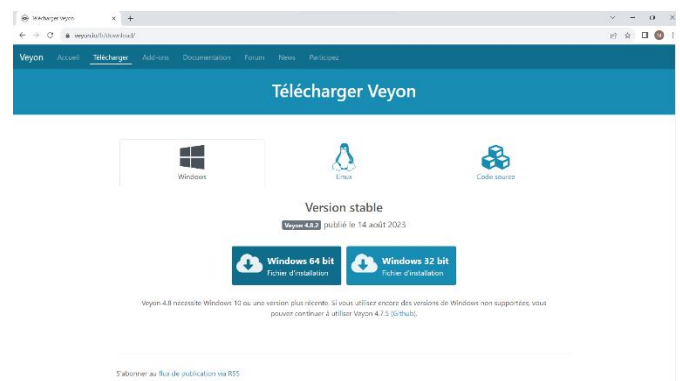 Télécharger Veyon
veyon.io/fr/download/
Veyon Accueil Télécharger Add-ons Documentation Forum News Participez
Télécharger Veyon
Windows Linux Code source
Version stable
Veyon 4.8.2 publié le 14 août 2023
Windows 64 bit Windows 32 bit
Fichier d'installation Fichier d'installation
Veyon 4.8 nécessite Windows 10 ou une version plus récente. Si vous utilisez encore des versions de Windows non supportées, vous
pouvez continuer à utiliser Veyon 4.7.5 (Github).
S'abonner au flux de publication via RSS